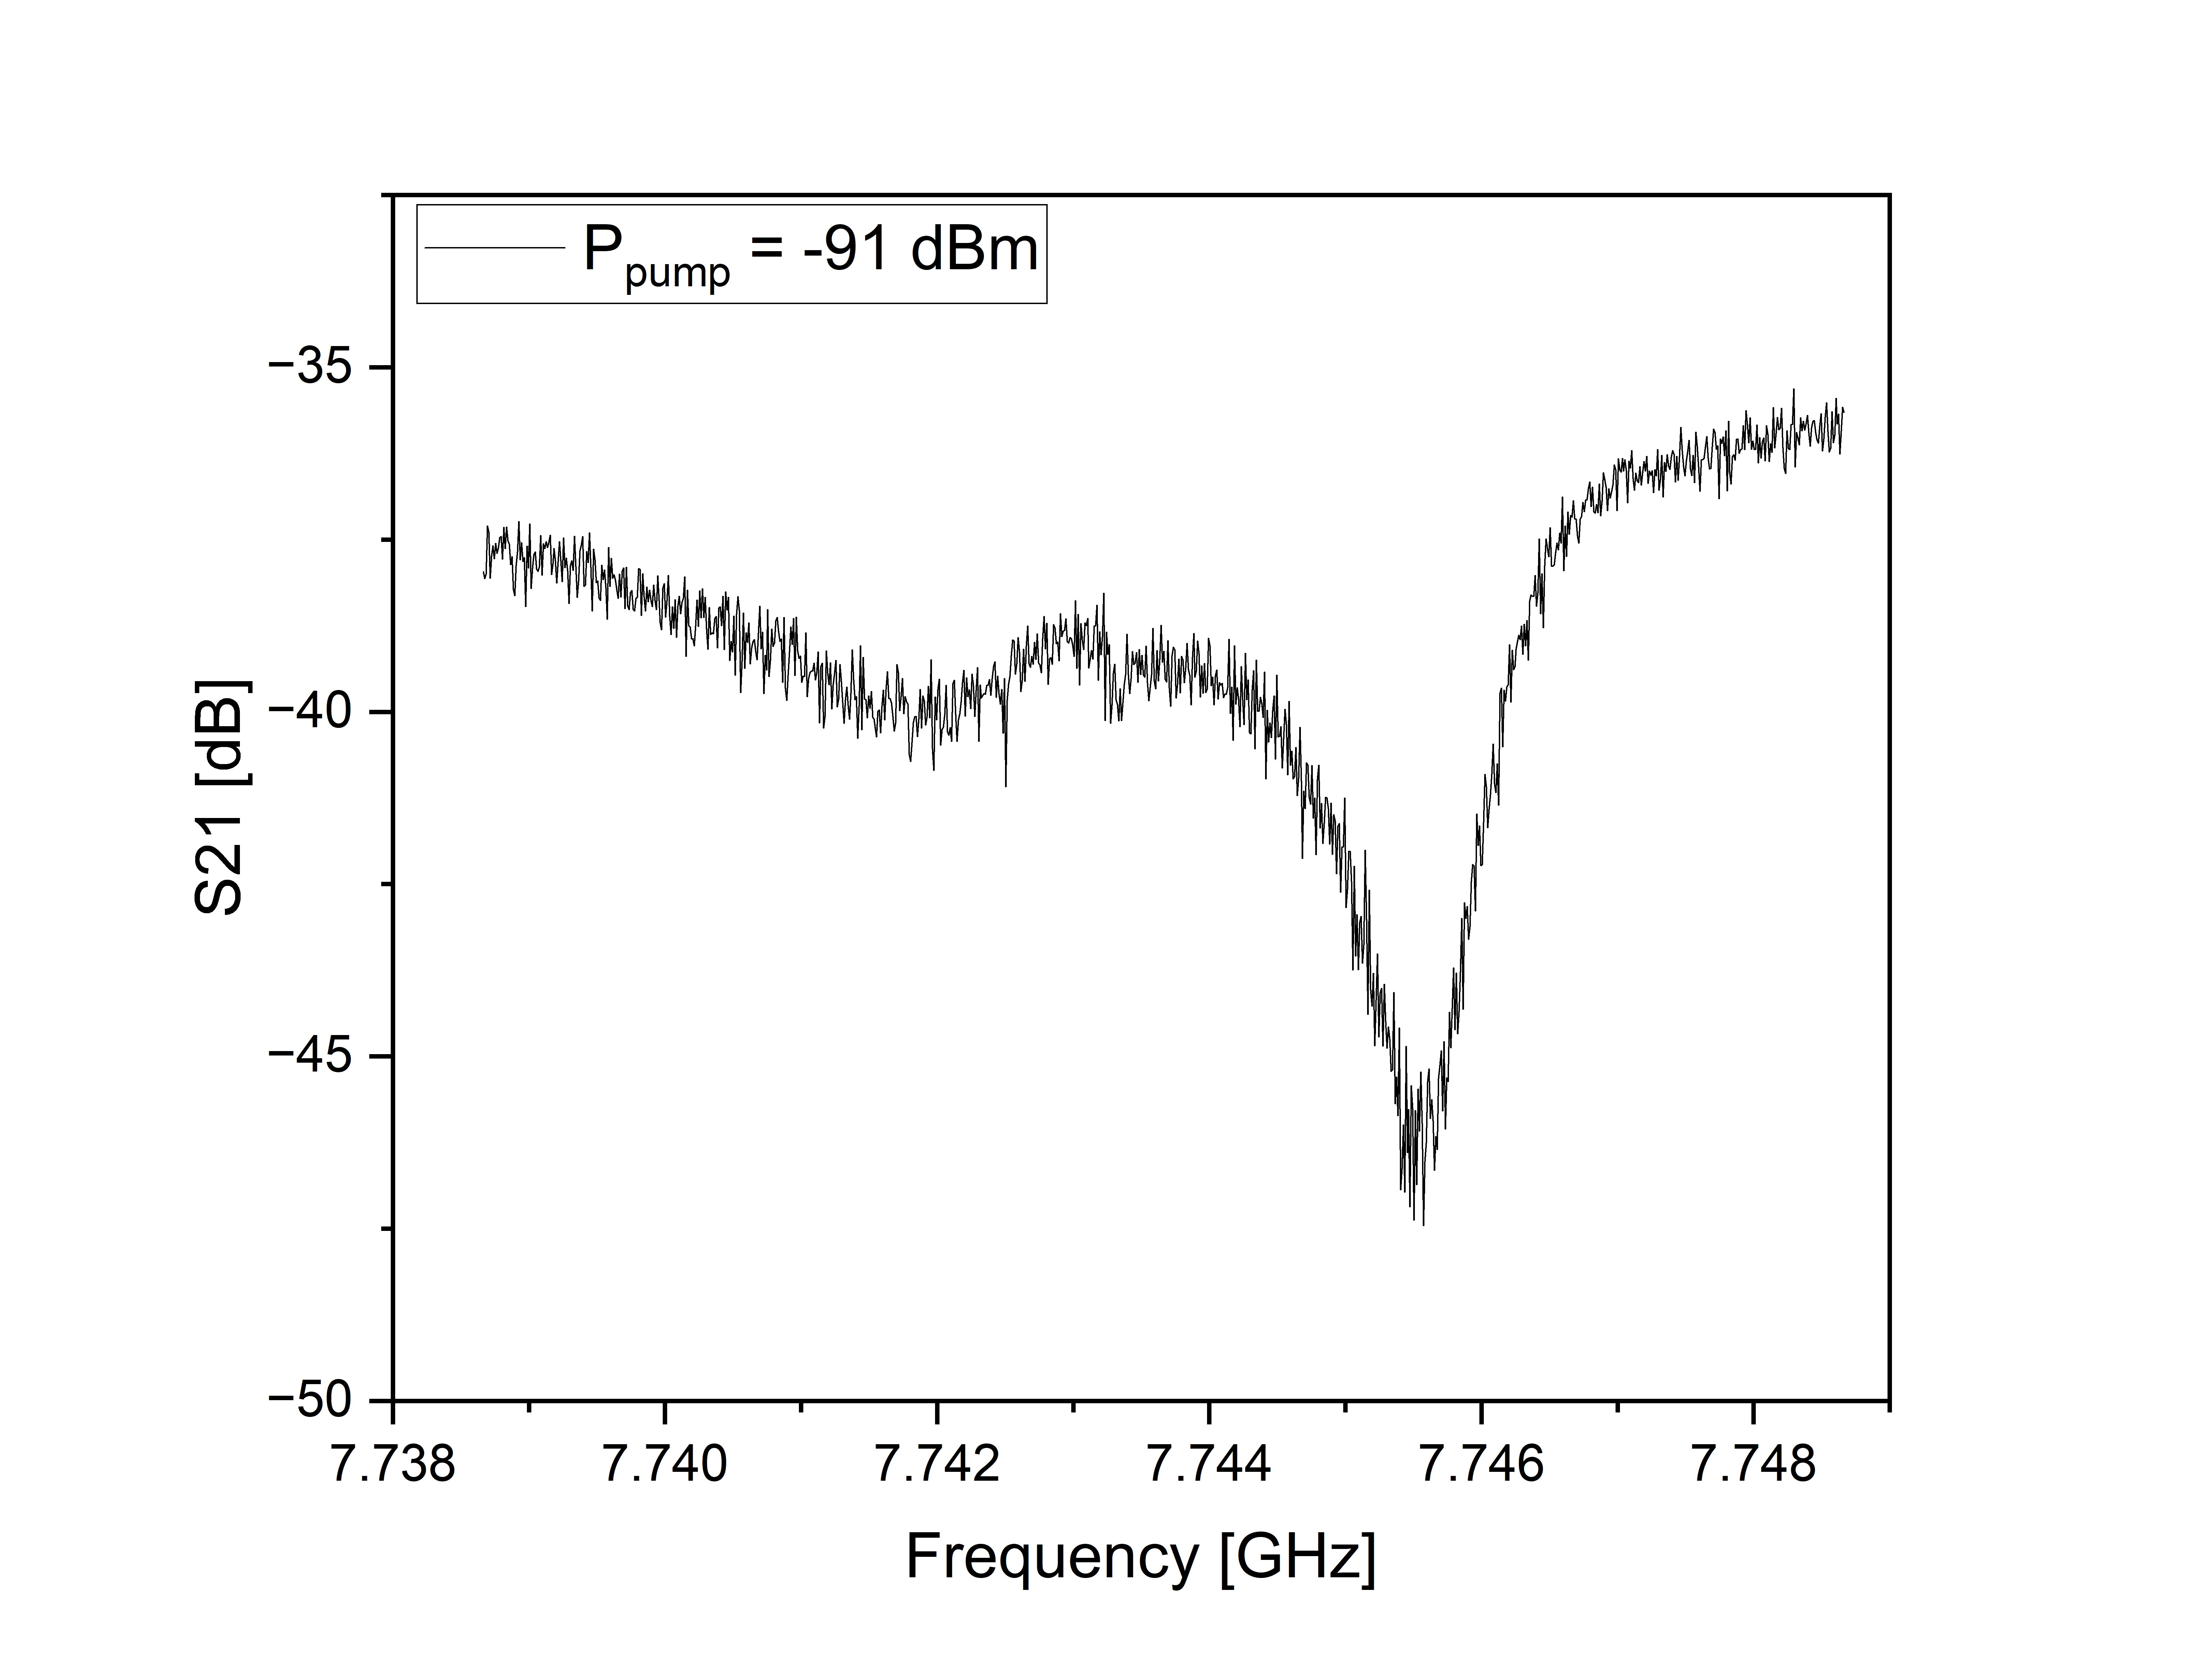 P_pump = -91 dBm
−35
−40
−45
−50
S21 [dB]
7.738 7.740 7.742 7.744 7.746 7.748
Frequency [GHz]